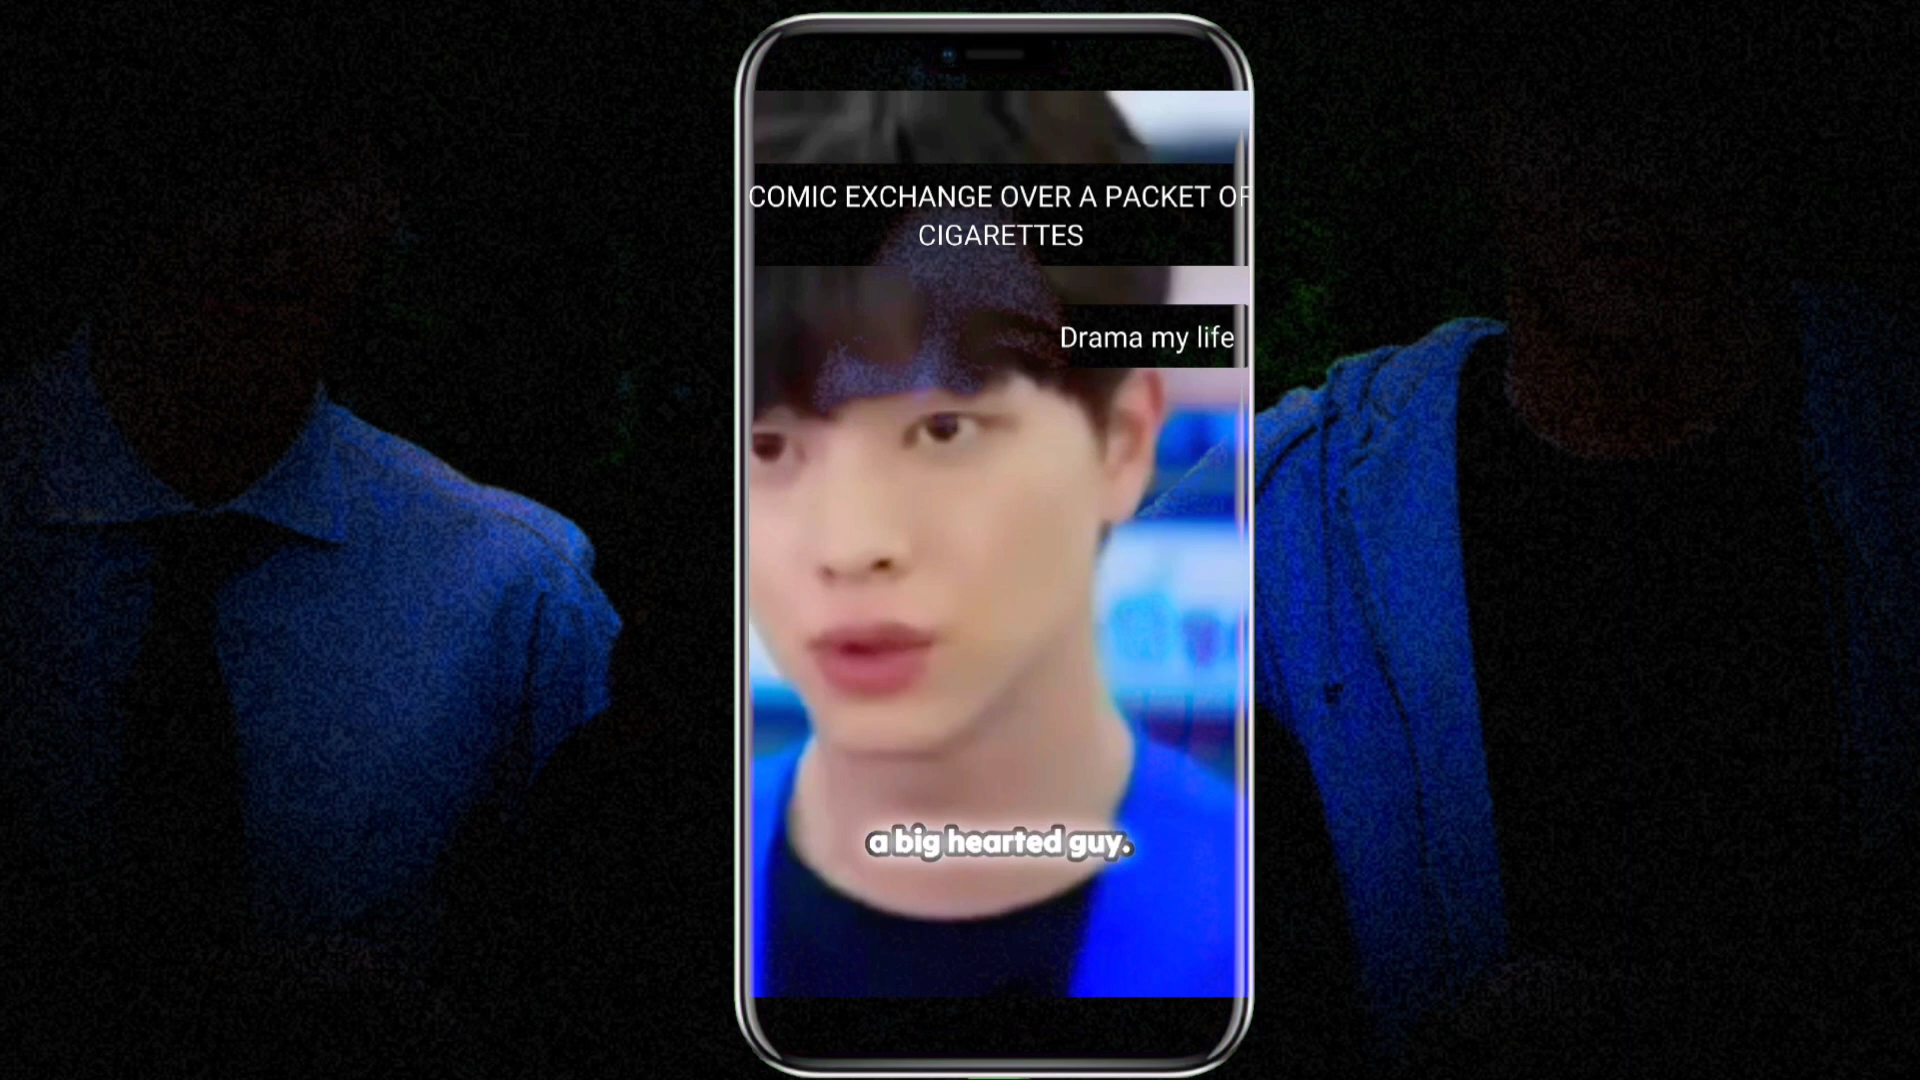 COMIC EXCHANGE OVER A PACKET OF
CIGARETTES
Drama my life
a big hearted guy.